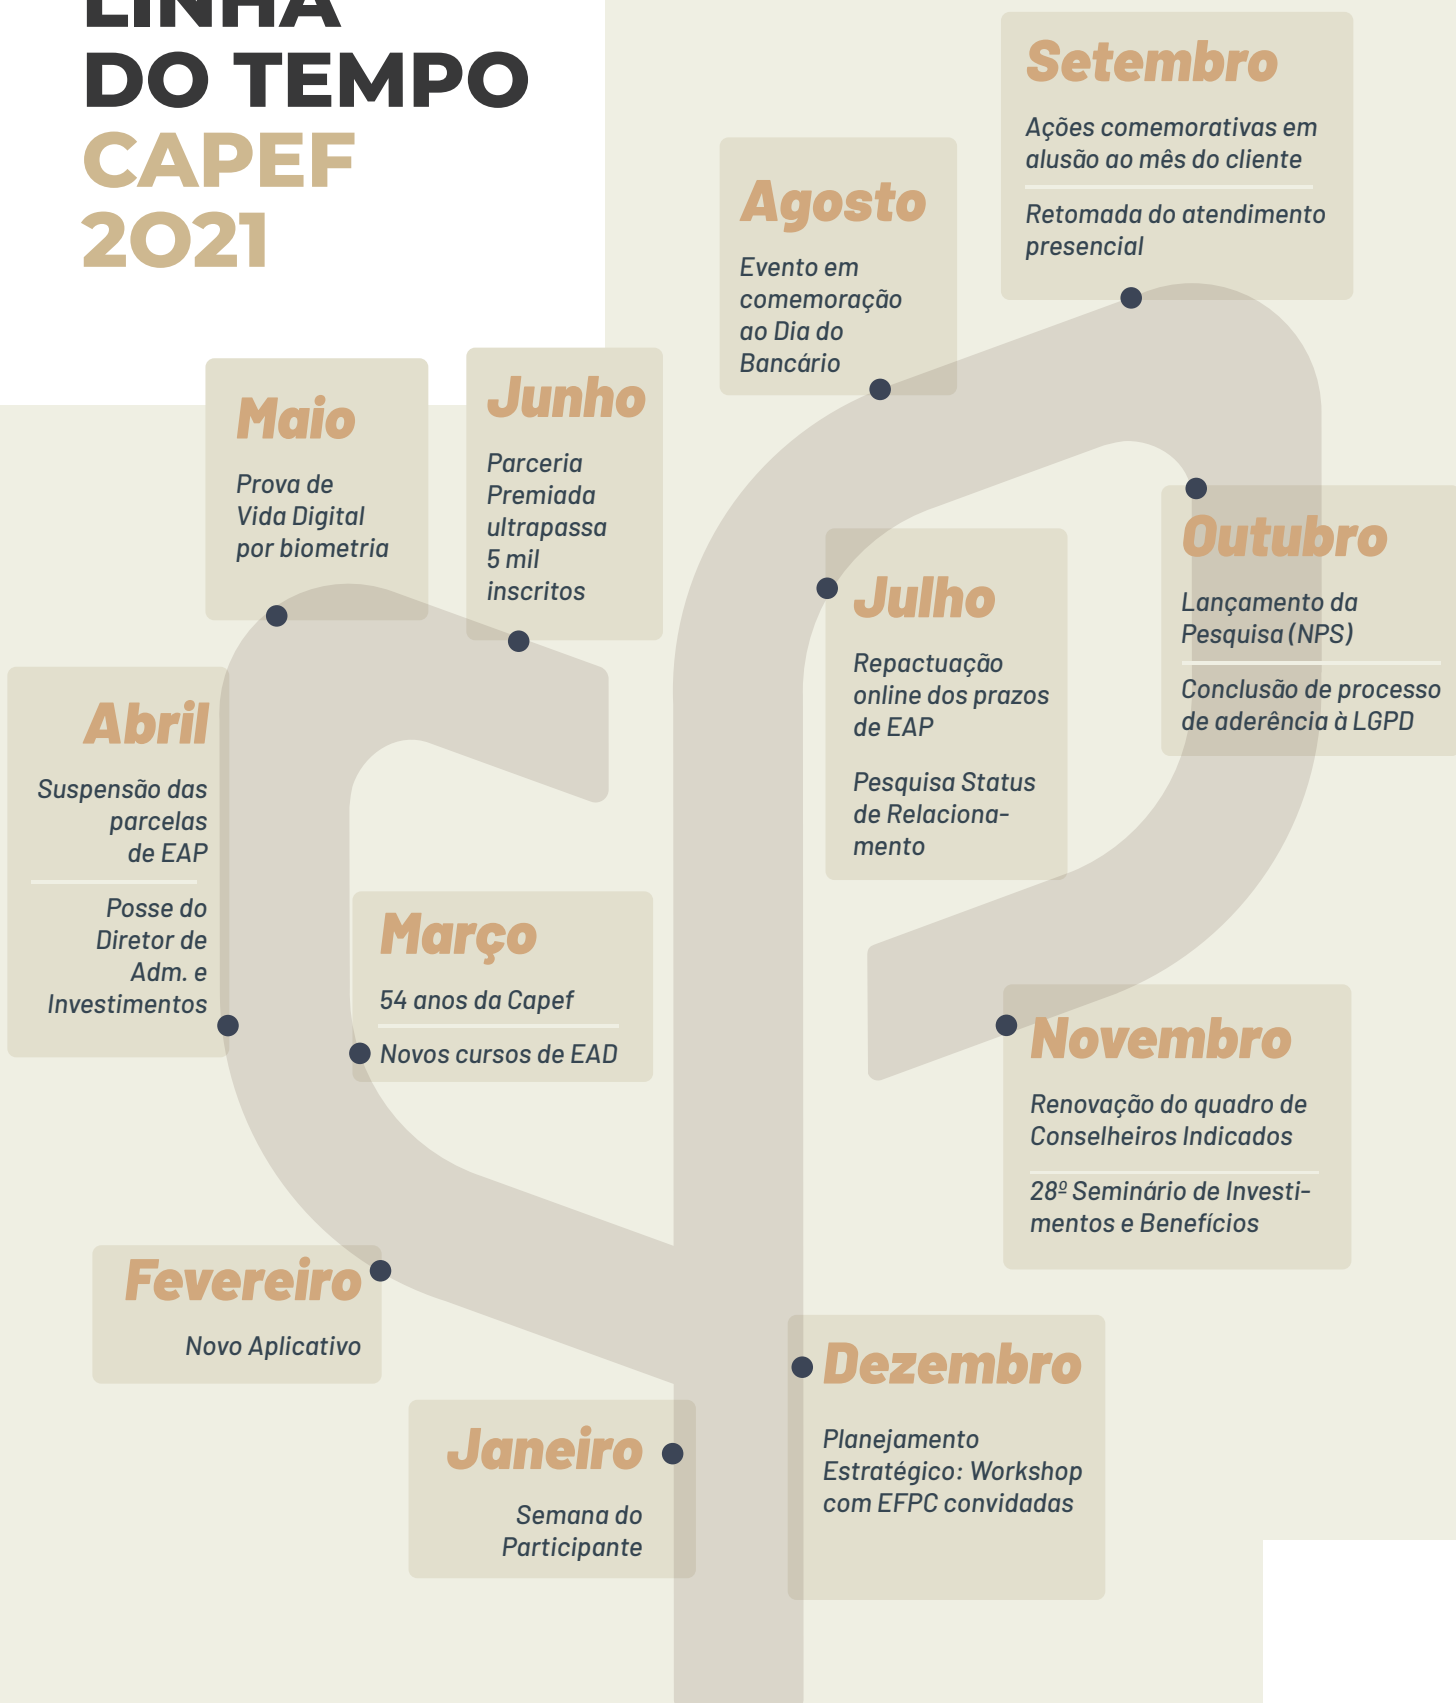 LINHA
DO TEMPO
CAPEF
2021
Setembro
Ações comemorativas em
alusão ao mês do cliente
Retomada do atendimento
presencial
Agosto
Evento em
comemoração
ao Dia do
Bancário
Maio
Prova de
Vida Digital
por biometria
Junho
Parceria
Premiada
ultrapassa
5 mil
inscritos
Outubro
Lançamento da
Pesquisa (NPS)
Conclusão de processo
de aderência à LGPD
Julho
Repactuação
online dos prazos
de EAP
Pesquisa Status
de Relaciona-
mento
Abril
Suspensão das
parcelas
de EAP
Posse do
Diretor de
Adm. e
Investimentos
Março
54 anos da Capef
Novos cursos de EAD
Novembro
Renovação do quadro de
Conselheiros Indicados
28º Seminário de Investi-
mentos e Benefícios
Fevereiro
Novo Aplicativo
Dezembro
Planejamento
Estratégico: Workshop
com EFPC convidadas
Janeiro
Semana do
Participante